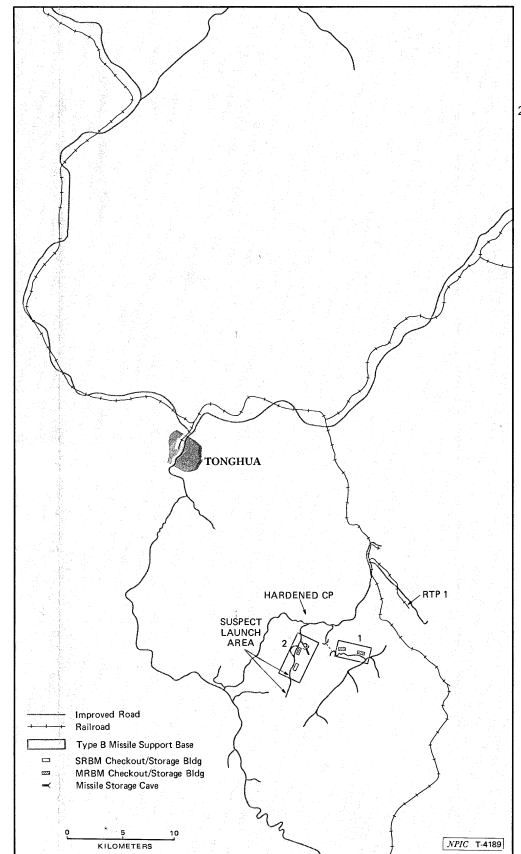 2
TONGHUA
RTP 1
HARDENED CP
SUSPECT
LAUNCH
AREA
2
1
Improved Road
Railroad
Type B Missile Support Base
SRBM Checkout/Storage Bldg
MRBM Checkout/Storage Bldg
Missile Storage Cave
0 5 10
KILOMETERS
NPIC T-4189